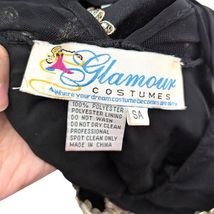 Glamour
COSTUMES
Where your dream costume becomes a reality
100% POLYESTER
POLYESTER LINING
DO NOT WASH
DO NOT DRY CLEAN
PROFESSIONAL
SPOT CLEAN ONLY
MADE IN CHINA
SA